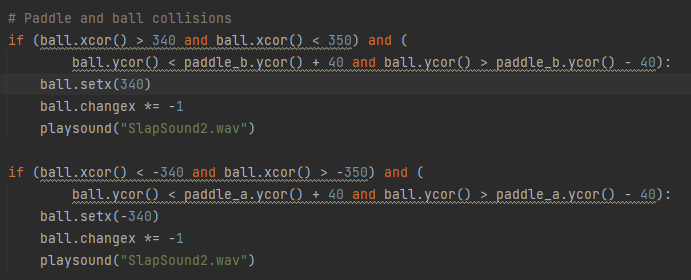 # Paddle and ball collisions
if (ball.xcor() > 340 and ball.xcor() < 350) and (
        ball.ycor() < paddle_b.ycor() + 40 and ball.ycor() > paddle_b.ycor() - 40):
    ball.setx(340)
    ball.changex *= -1
    playsound("SlapSound2.wav")

if (ball.xcor() < -340 and ball.xcor() > -350) and (
        ball.ycor() < paddle_a.ycor() + 40 and ball.ycor() > paddle_a.ycor() - 40):
    ball.setx(-340)
    ball.changex *= -1
    playsound("SlapSound2.wav")